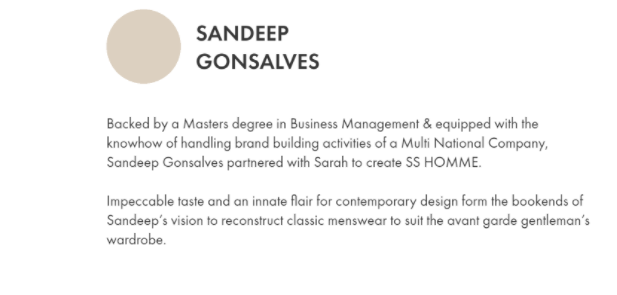 SANDEEP
GONSALVES
Backed by a Masters degree in Business Management & equipped with the
knowhow of handling brand building activities of a Multi National Company,
Sandeep Gonsalves partnered with Sarah to create SS HOMME.
Impeccable taste and an innate flair for contemporary design form the bookends of
Sandeep's vision to reconstruct classic menswear to suit the avant garde gentleman's
wardrobe.